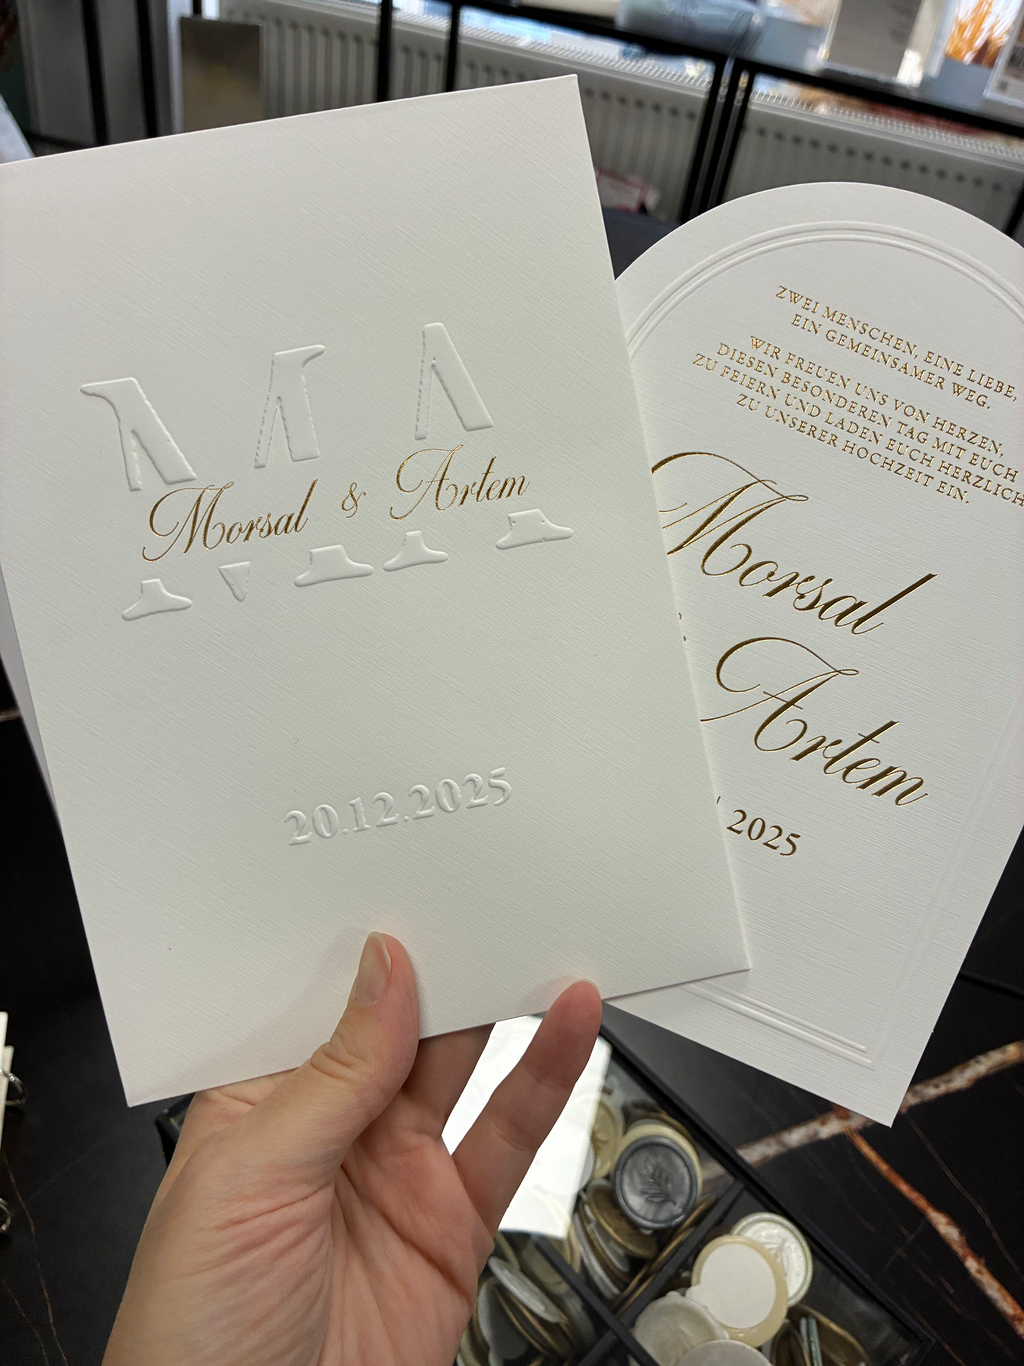 M A
Morsal & Artem
20.12.2025
ZWEI MENSCHEN, EINE LIEBE,
EIN GEMEINSAMER WEG.
WIR FREUEN UNS VON HERZEN,
DIESEN BESONDEREN TAG MIT EUCH
ZU FEIERN UND LADEN EUCH HERZLICH
ZU UNSERER HOCHZEIT EIN.
Morsal
Artem
2025